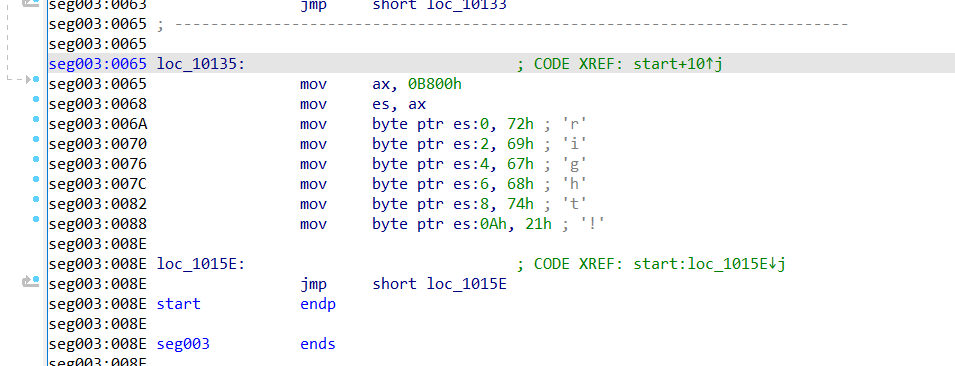 seg003:0063 jmp short loc_10133
seg003:0065 ; ---------------------------------------------------------------------------
seg003:0065
seg003:0065 loc_10135: ; CODE XREF: start+10↑j
seg003:0065 mov ax, 0B800h
seg003:0068 mov es, ax
seg003:006A mov byte ptr es:0, 72h ; 'r'
seg003:0070 mov byte ptr es:2, 69h ; 'i'
seg003:0076 mov byte ptr es:4, 67h ; 'g'
seg003:007C mov byte ptr es:6, 68h ; 'h'
seg003:0082 mov byte ptr es:8, 74h ; 't'
seg003:0088 mov byte ptr es:0Ah, 21h ; '!'
seg003:008E
seg003:008E loc_1015E: ; CODE XREF: start:loc_1015E↓j
seg003:008E jmp short loc_1015E
seg003:008E start endp
seg003:008E
seg003:008E seg003 ends
seg003:008E